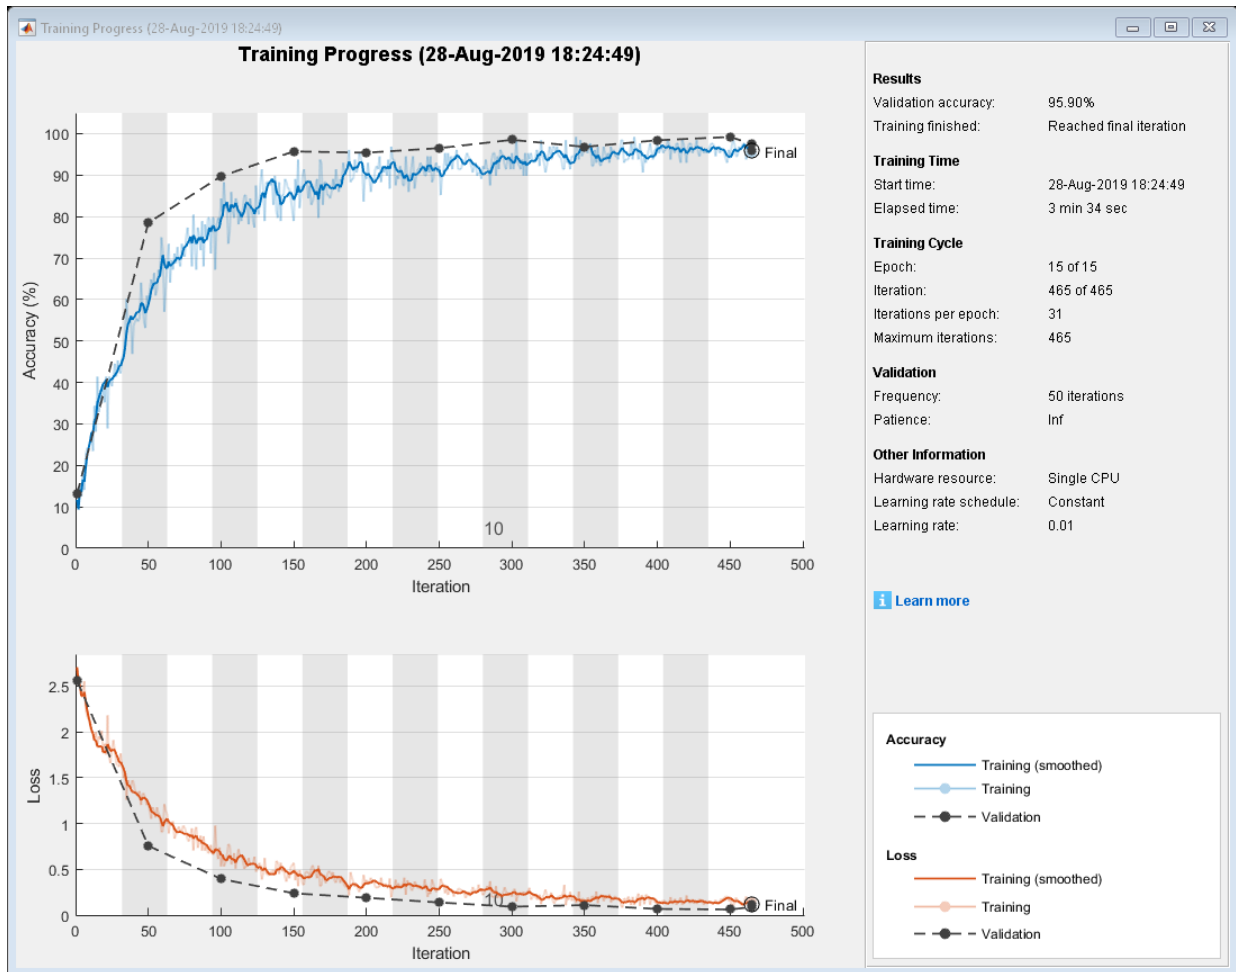 Training Progress (28-Aug-2019 18:24:49)
Training Progress (28-Aug-2019 18:24:49)
100
90
80
70
60
50
40
30
20
10
0
Accuracy (%)
10
Final
0 50 100 150 200 250 300 350 400 450 500
Iteration
2.5
2
1.5
1
0.5
0
Loss
10
Final
0 50 100 150 200 250 300 350 400 450 500
Iteration
Results
Validation accuracy: 95.90%
Training finished: Reached final iteration
Training Time
Start time: 28-Aug-2019 18:24:49
Elapsed time: 3 min 34 sec
Training Cycle
Epoch: 15 of 15
Iteration: 465 of 465
Iterations per epoch: 31
Maximum iterations: 465
Validation
Frequency: 50 iterations
Patience: Inf
Other Information
Hardware resource: Single CPU
Learning rate schedule: Constant
Learning rate: 0.01
i Learn more
Accuracy
Training (smoothed)
Training
Validation
Loss
Training (smoothed)
Training
Validation